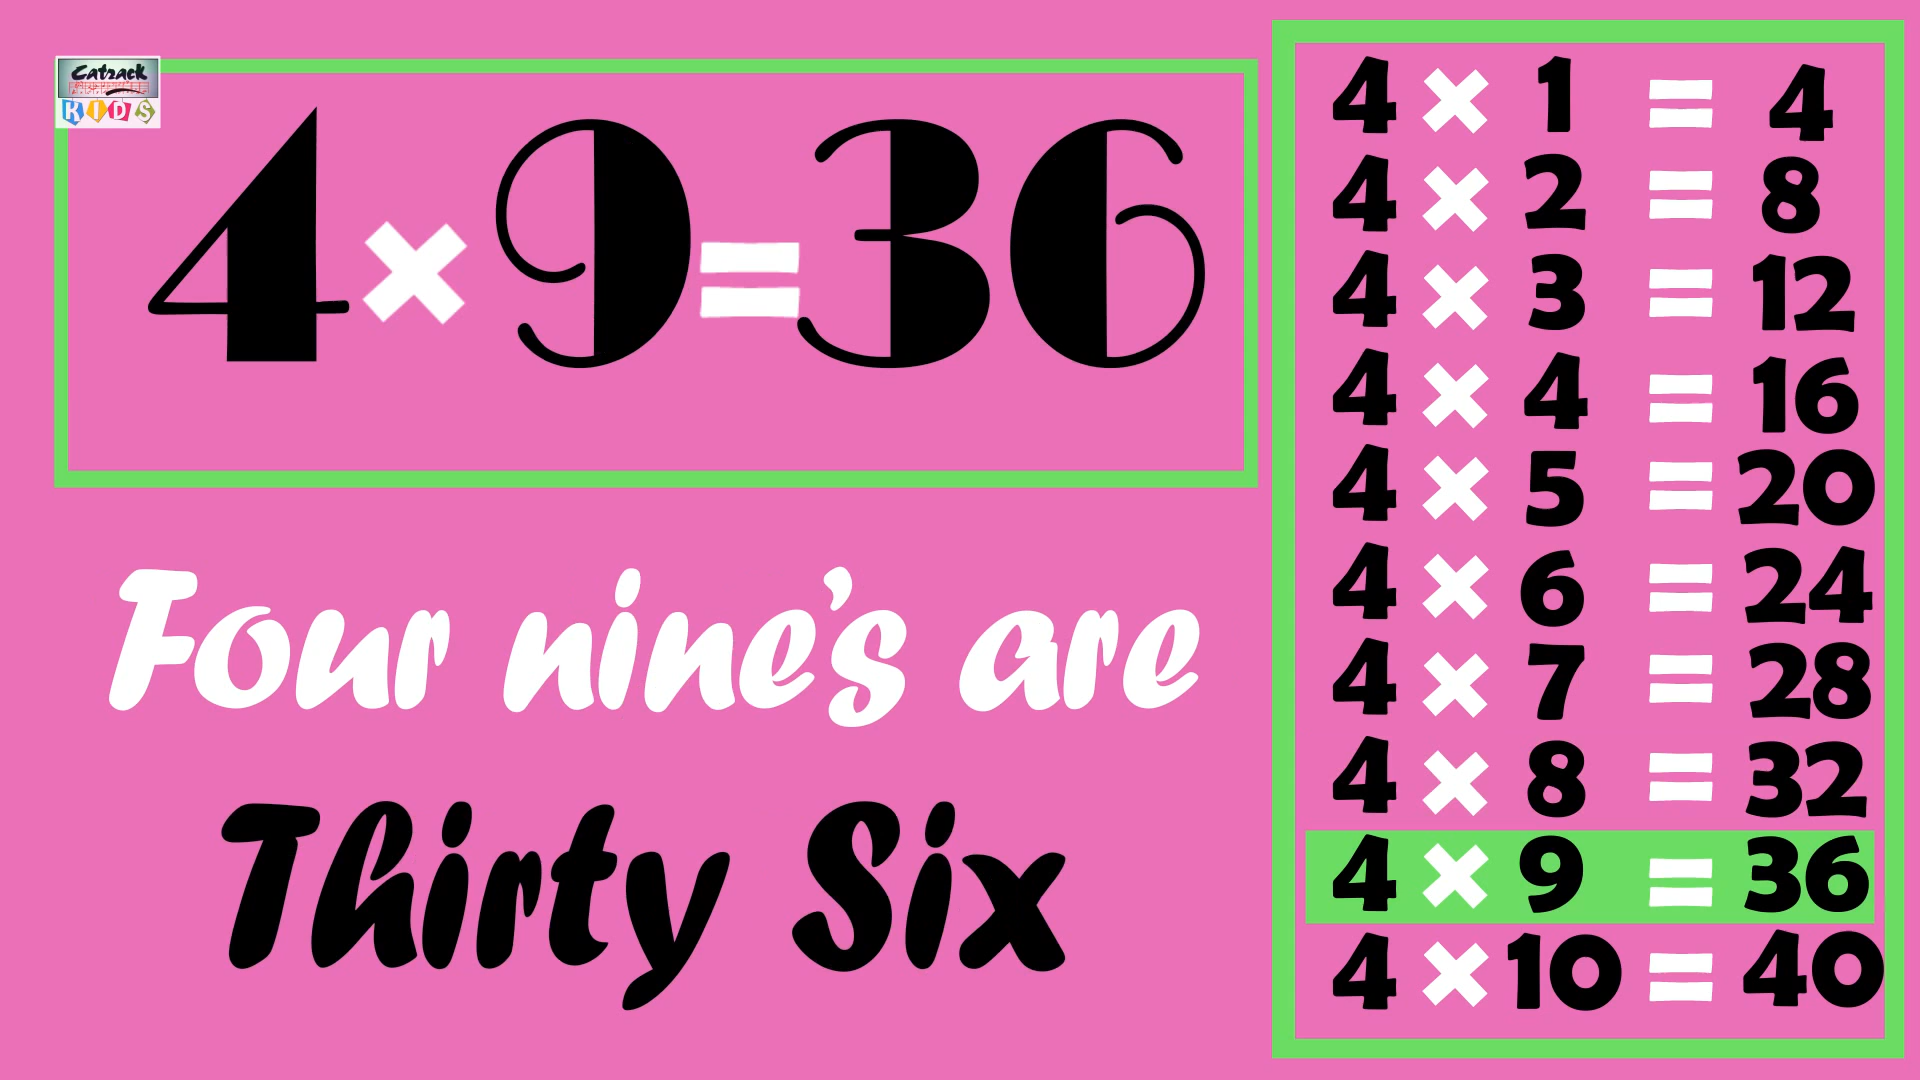 Catrack
KIDS
4×9=36
Four nine's are
Thirty Six
4 × 1 = 4
4 × 2 = 8
4 × 3 = 12
4 × 4 = 16
4 × 5 = 20
4 × 6 = 24
4 × 7 = 28
4 × 8 = 32
4 × 9 = 36
4 × 10 = 40